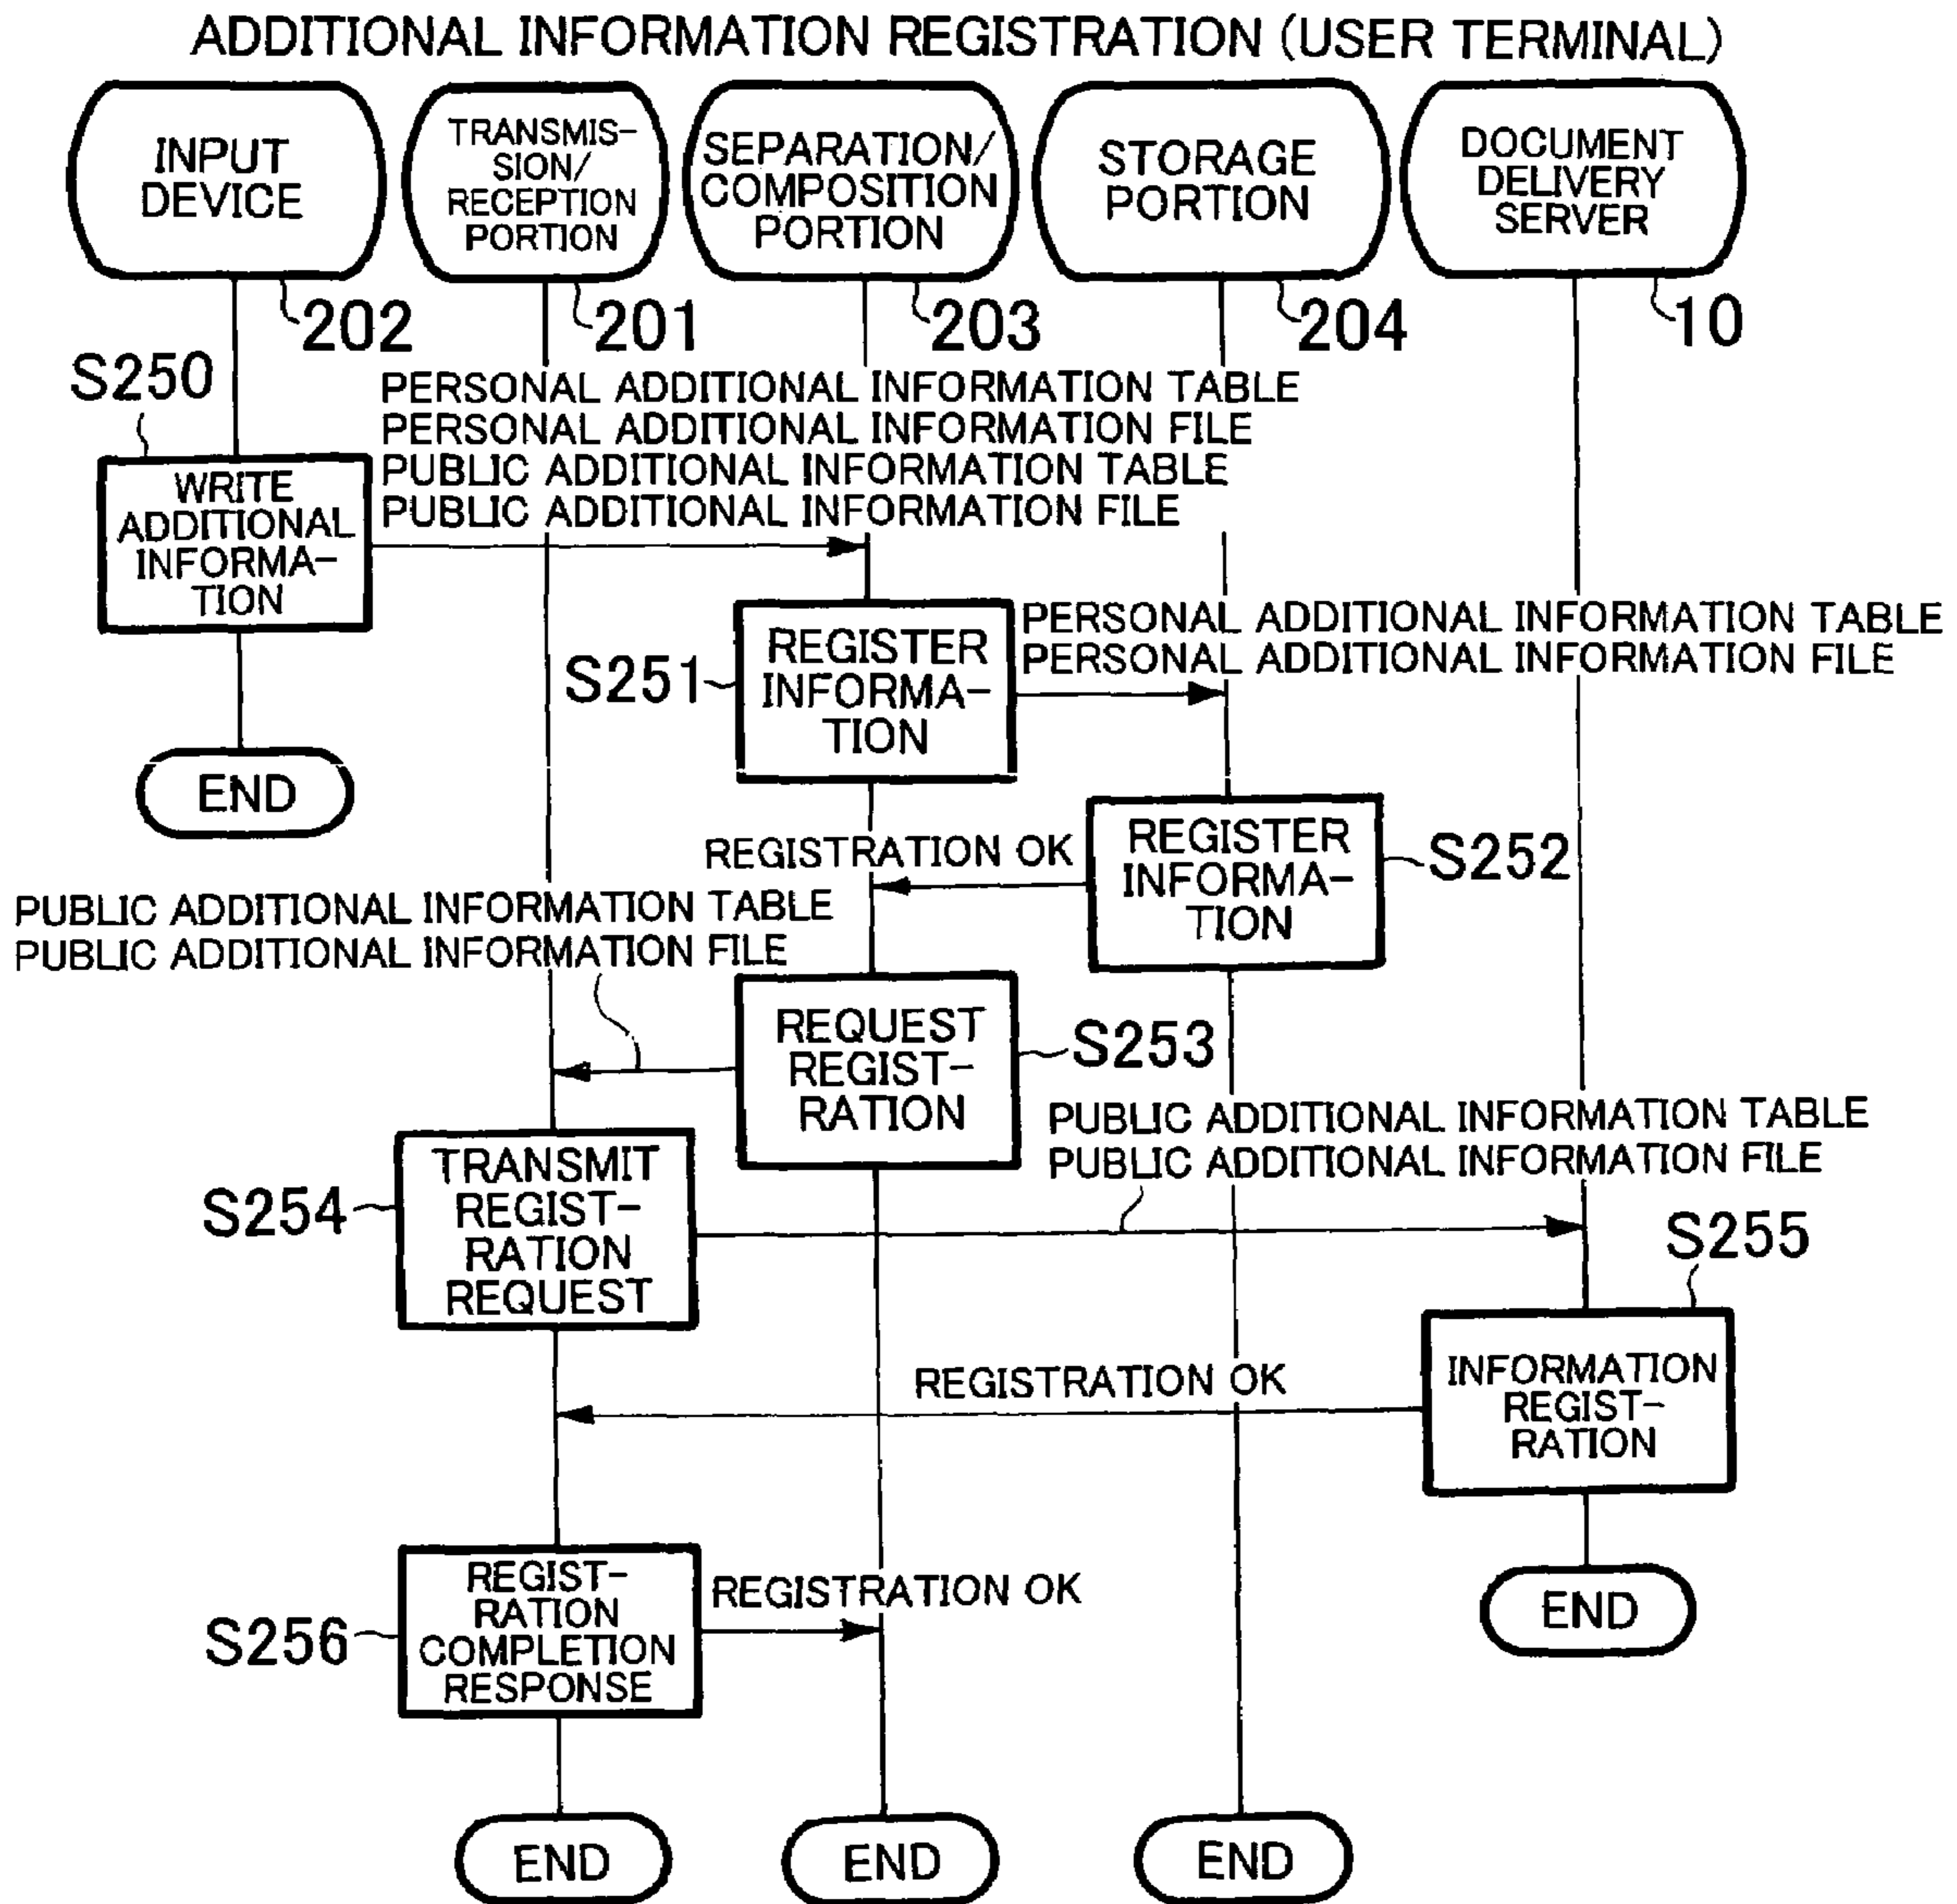 ADDITIONAL INFORMATION REGISTRATION (USER TERMINAL)
INPUT
DEVICE
TRANSMIS-
SION/
RECEPTION
PORTION
SEPARATION/
COMPOSITION
PORTION
STORAGE
PORTION
DOCUMENT
DELIVERY
SERVER
202
201
203
204
10
S250
PERSONAL ADDITIONAL INFORMATION TABLE
PERSONAL ADDITIONAL INFORMATION FILE
PUBLIC ADDITIONAL INFORMATION TABLE
PUBLIC ADDITIONAL INFORMATION FILE
WRITE
ADDITIONAL
INFORMA-
TION
END
S251
REGISTER
INFORMA-
TION
PERSONAL ADDITIONAL INFORMATION TABLE
PERSONAL ADDITIONAL INFORMATION FILE
REGISTRATION OK
REGISTER
INFORMA-
TION
S252
PUBLIC ADDITIONAL INFORMATION TABLE
PUBLIC ADDITIONAL INFORMATION FILE
REQUEST
REGIST-
RATION
S253
PUBLIC ADDITIONAL INFORMATION TABLE
PUBLIC ADDITIONAL INFORMATION FILE
S254
TRANSMIT
REGIST-
RATION
REQUEST
S255
REGISTRATION OK
INFORMATION
REGIST-
RATION
END
S256
REGIST-
RATION
COMPLETION
RESPONSE
REGISTRATION OK
END
END
END